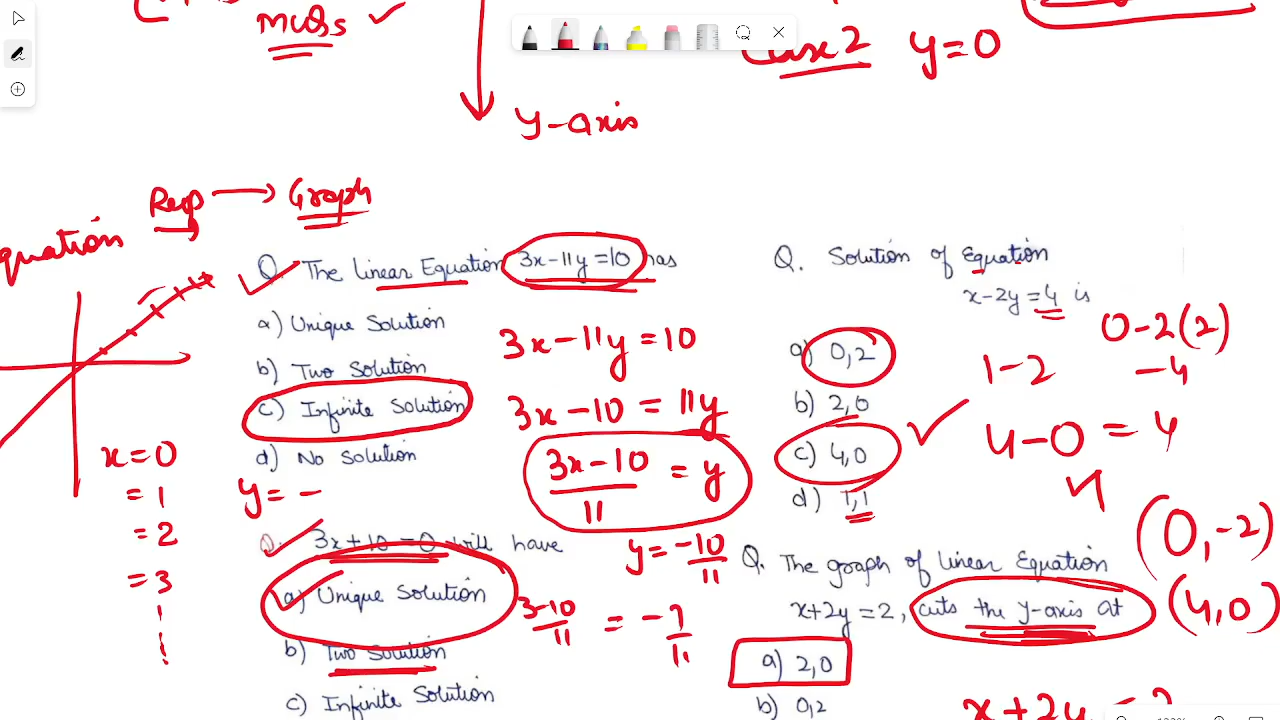 MCQs
Case 2 y=0
y-axis
Rep → Graph
equation
Q. The Linear Equation 3x-11y=10 has
a) Unique Solution
b) Two Solution
c) Infinite Solution
d) No Solution
x=0
=1
=2
=3
y= -
3x-11y=10
3x-10 = 11y
3x-10/11 = y
y = -10/11
3-10/11 = -7/11
Q. 3x+10=0 will have
a) Unique Solution
b) Two Solution
c) Infinite Solution
Q. Solution of Equation
x-2y=4 is
a) 0,2
b) 2,0
c) 4,0
d) 1,1
0-2(2)
-4
1-2
4-0 = 4
4
(0,-2)
(4,0)
Q. The graph of linear Equation
x+2y=2, cuts the y-axis at
a) 2,0
b) 0,2
x+2y = 2